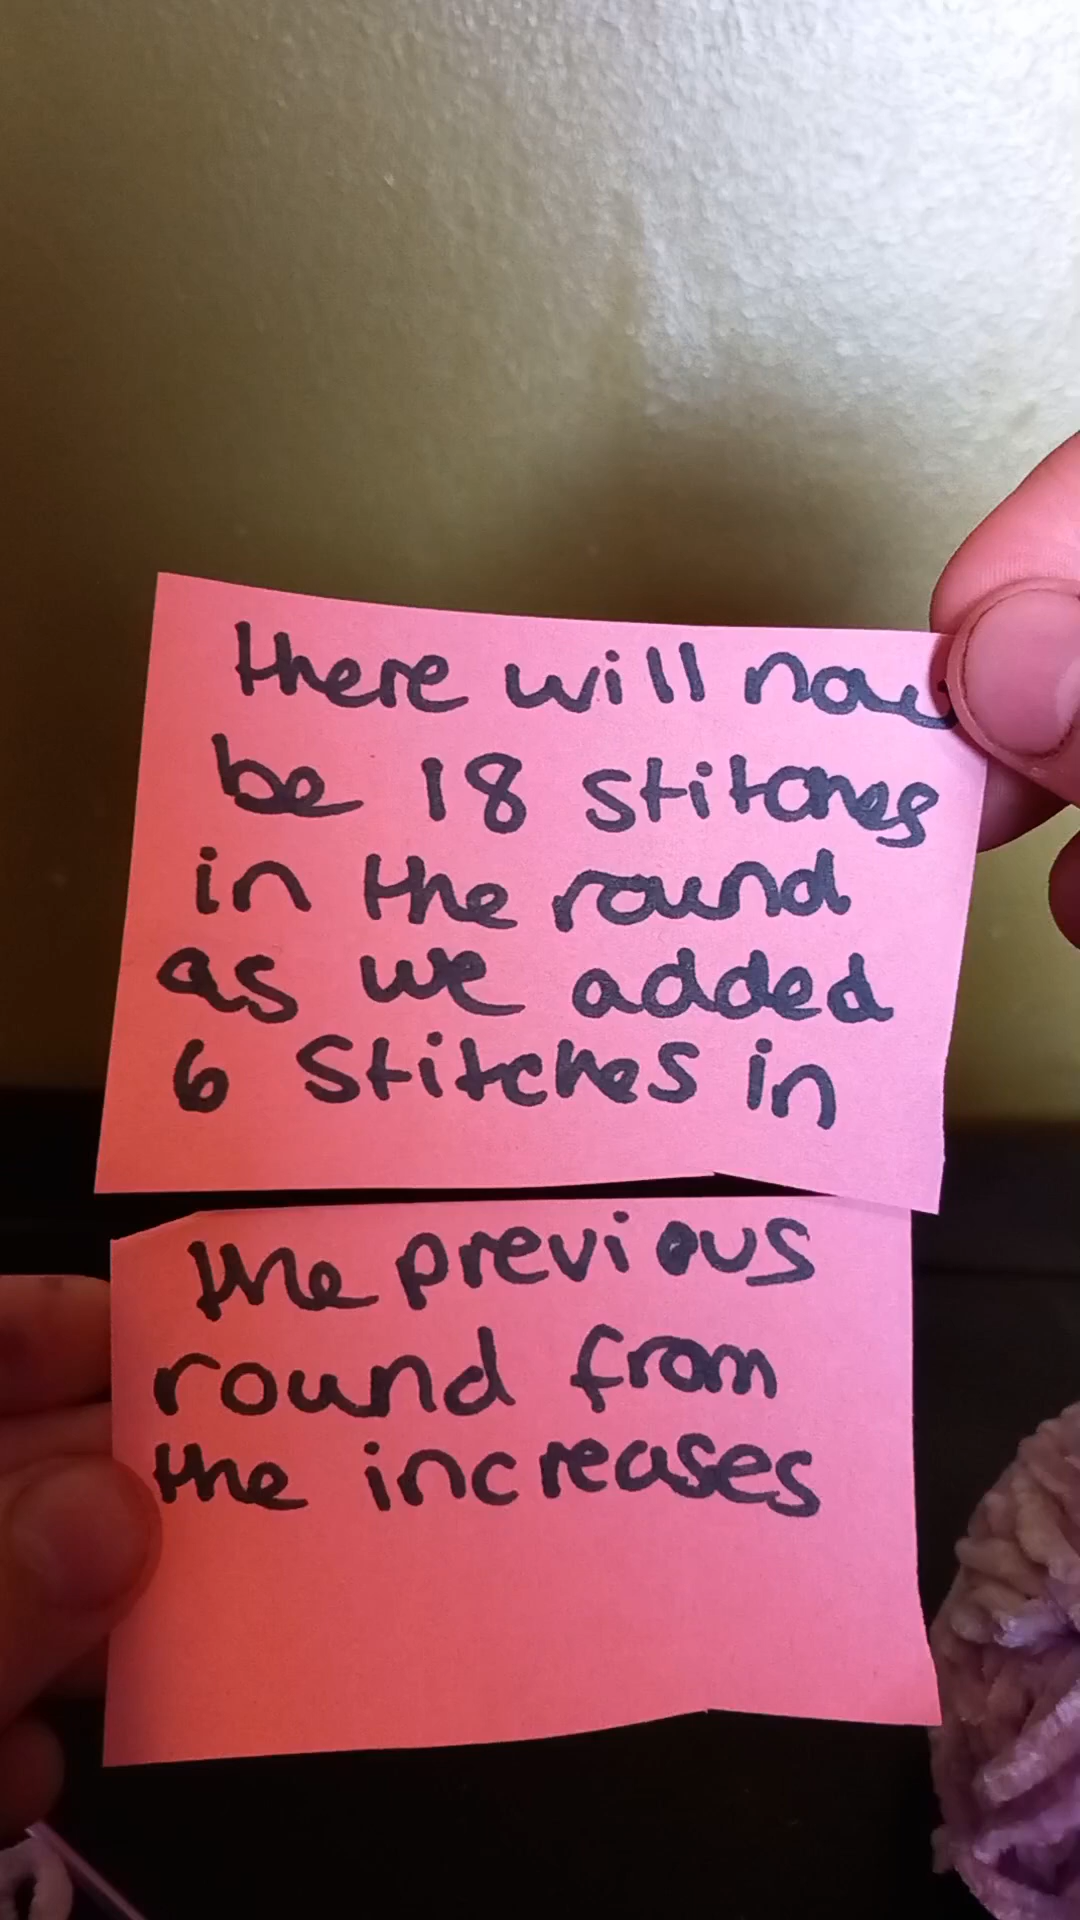 there will now
be 18 stitches
in the round
as we added
6 stitches in
the previous
round from
the increases